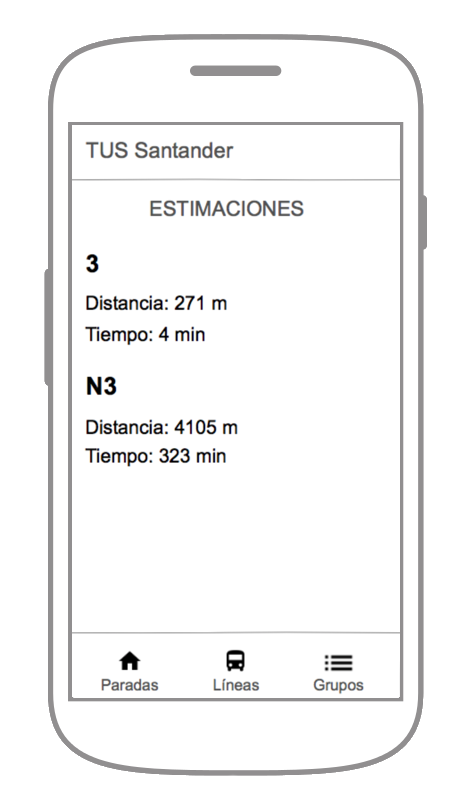 TUS Santander
ESTIMACIONES
3
Distancia: 271 m
Tiempo: 4 min
N3
Distancia: 4105 m
Tiempo: 323 min
Paradas Líneas Grupos